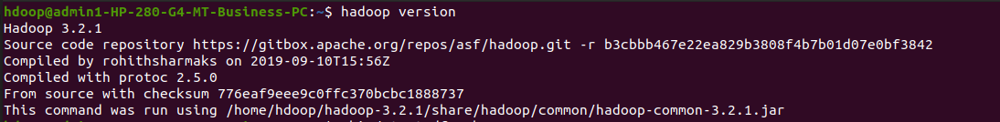 hdoop@admin1-HP-280-G4-MT-Business-PC:~$ hadoop version
Hadoop 3.2.1
Source code repository https://gitbox.apache.org/repos/asf/hadoop.git -r b3cbbb467e22ea829b3808f4b7b01d07e0bf3842
Compiled by rohithsharmaks on 2019-09-10T15:56Z
Compiled with protoc 2.5.0
From source with checksum 776eaf9eee9c0ffc370bcbc1888737
This command was run using /home/hdoop/hadoop-3.2.1/share/hadoop/common/hadoop-common-3.2.1.jar